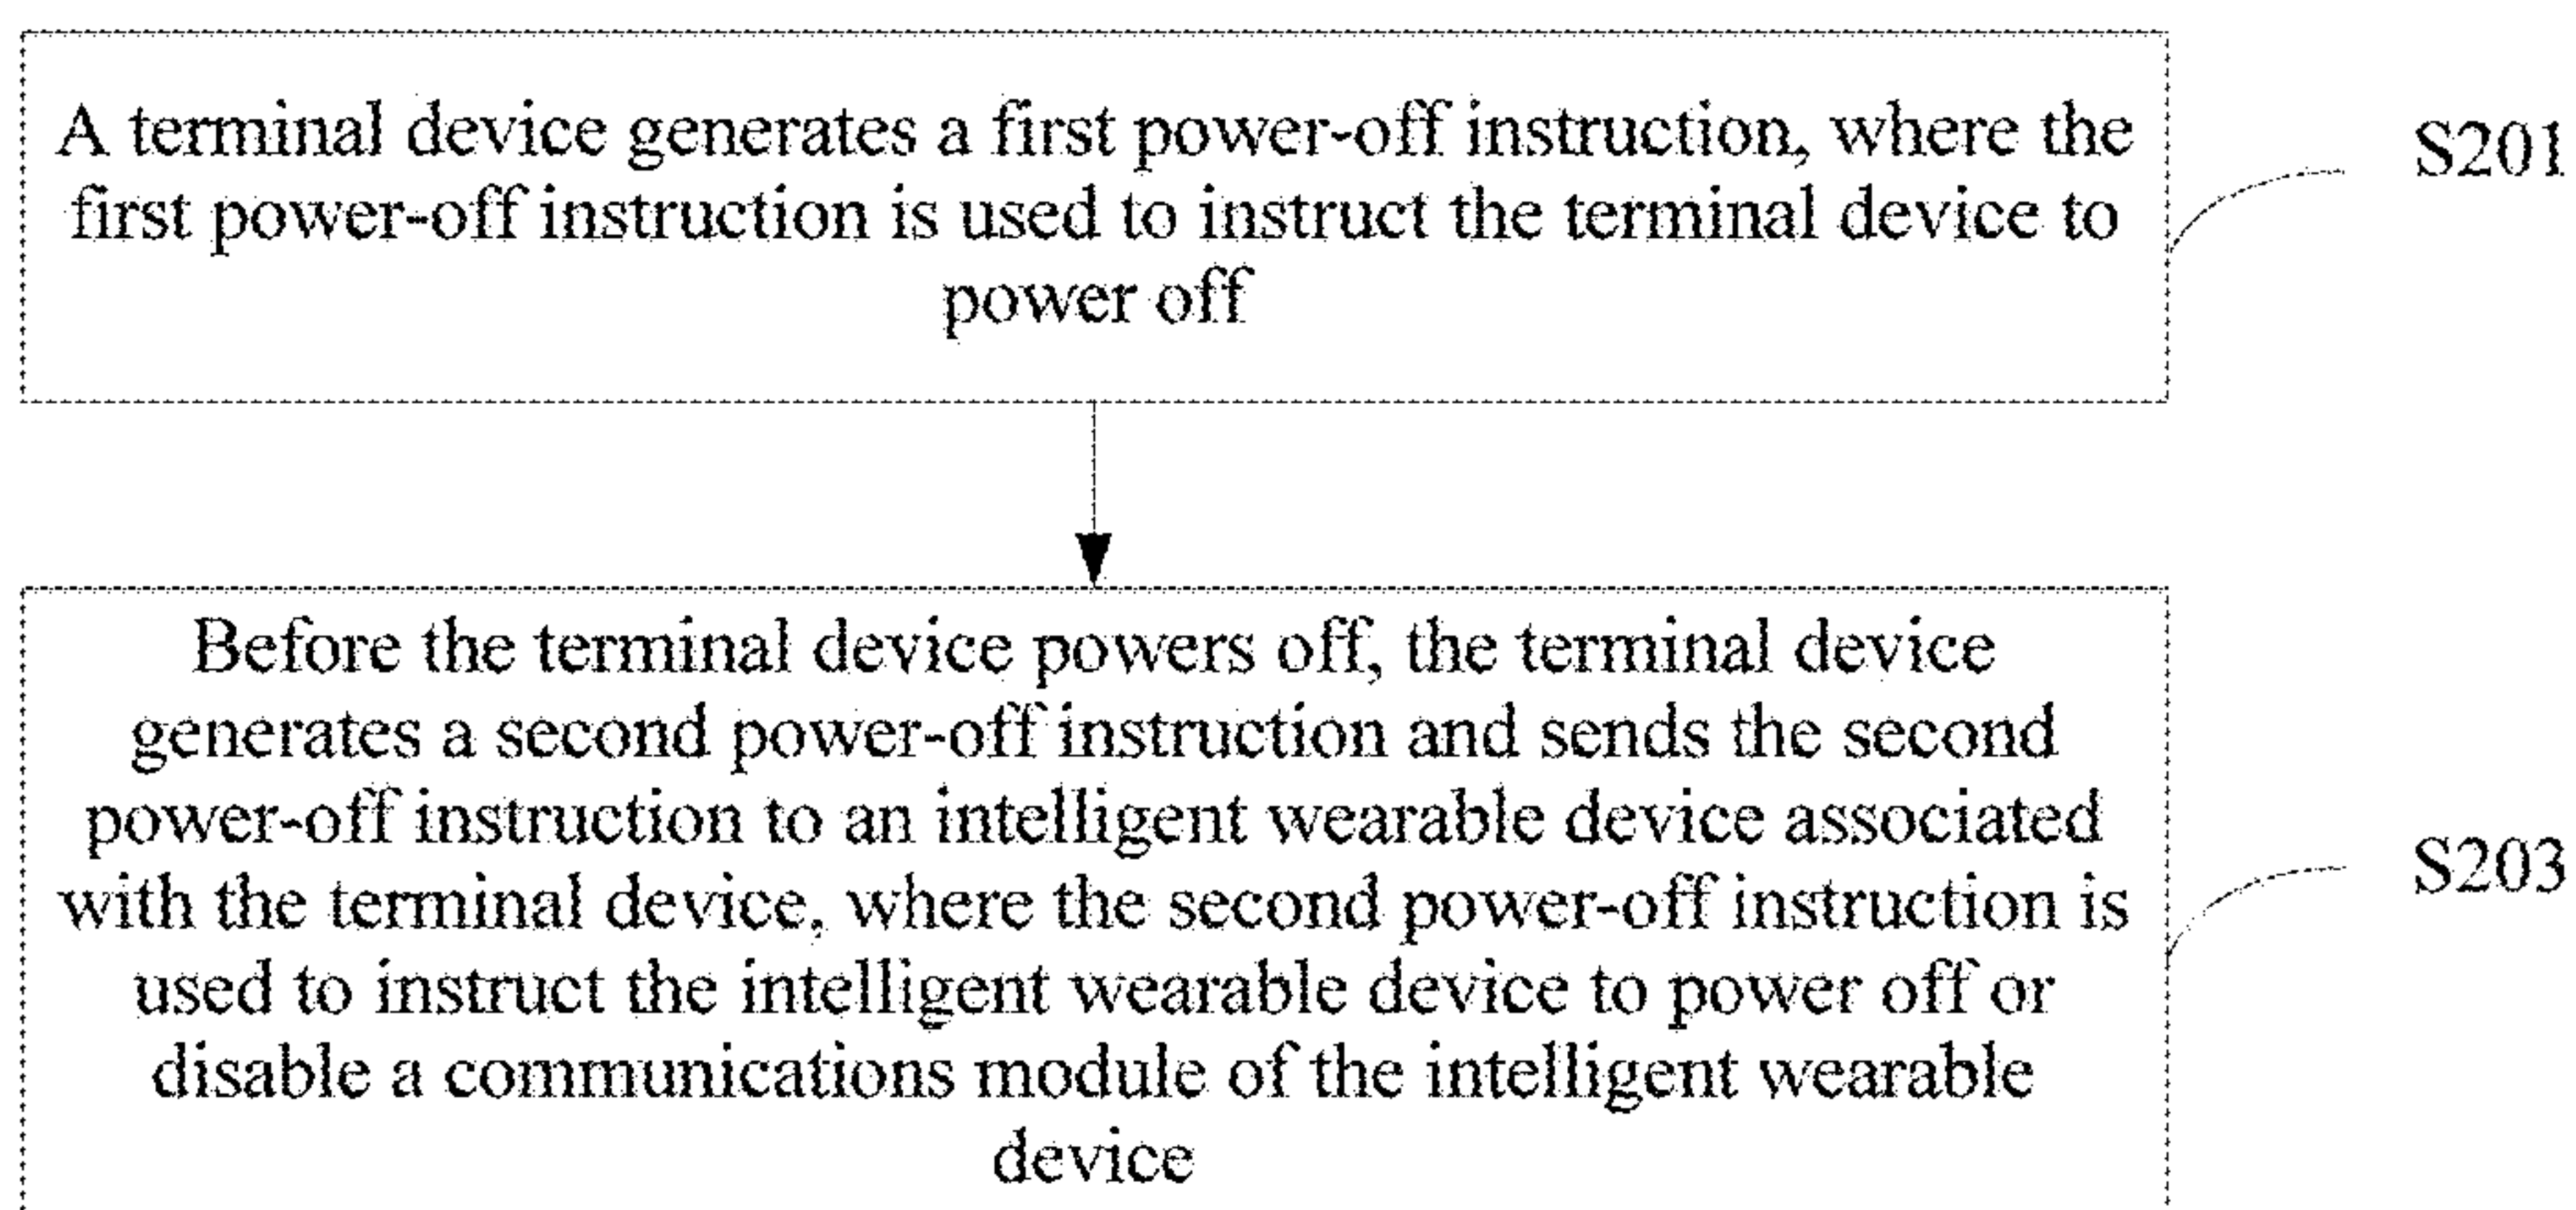 A terminal device generates a first power-off instruction, where the
first power-off instruction is used to instruct the terminal device to
power off
S201
Before the terminal device powers off, the terminal device
generates a second power-off instruction and sends the second
power-off instruction to an intelligent wearable device associated
with the terminal device, where the second power-off instruction is
used to instruct the intelligent wearable device to power off or
disable a communications module of the intelligent wearable
device
S203